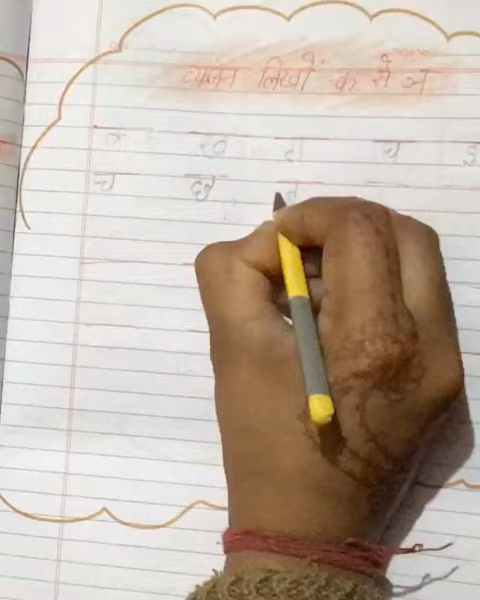 व्यंजन लिखों क से ज्ञ
क ख ग घ ङ
च छ